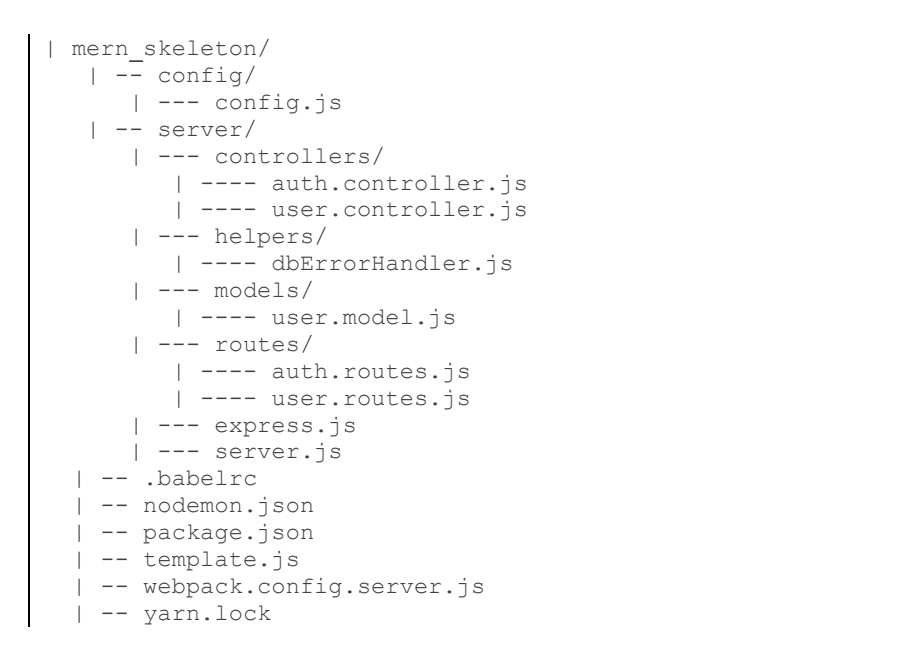 | mern_skeleton/
| -- config/
| --- config.js
| -- server/
| --- controllers/
| ---- auth.controller.js
| ---- user.controller.js
| --- helpers/
| ---- dbErrorHandler.js
| --- models/
| ---- user.model.js
| --- routes/
| ---- auth.routes.js
| ---- user.routes.js
| --- express.js
| --- server.js
| -- .babelrc
| -- nodemon.json
| -- package.json
| -- template.js
| -- webpack.config.server.js
| -- yarn.lock